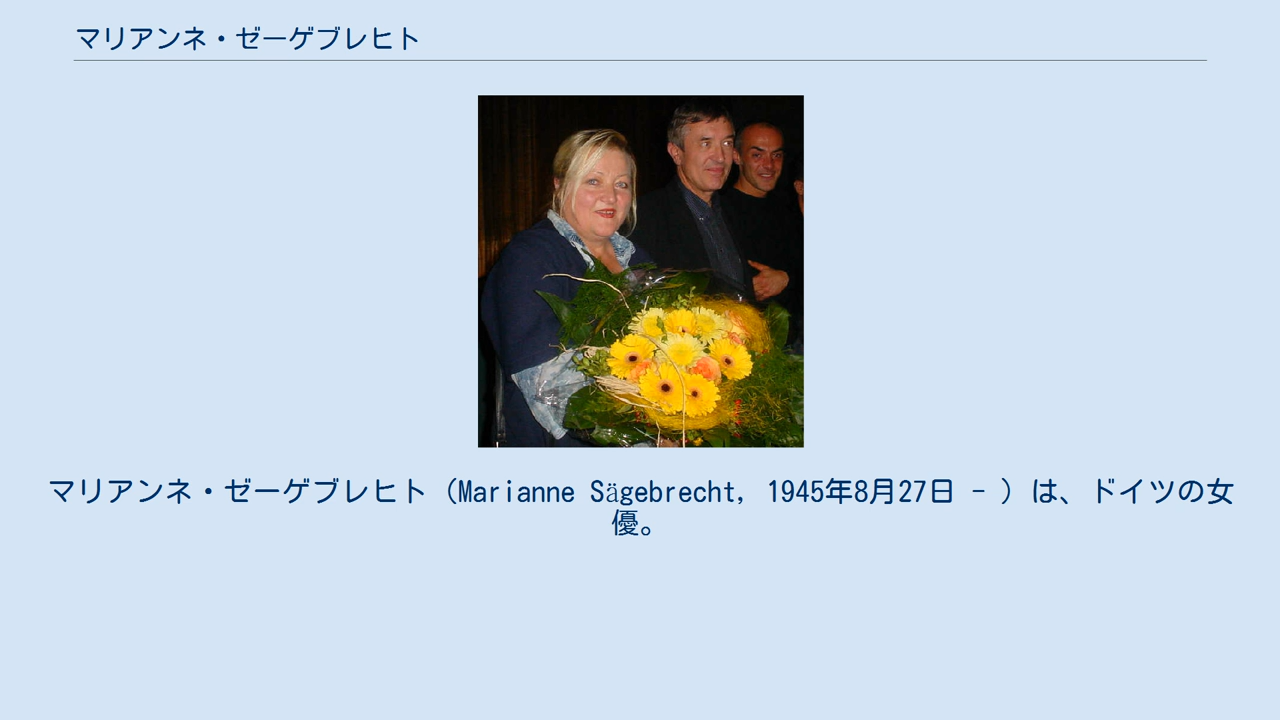 マリアンネ・ゼーゲブレヒト
マリアンネ・ゼーゲブレヒト（Marianne Sägebrecht, 1945年8月27日 - ）は、ドイツの女
優。